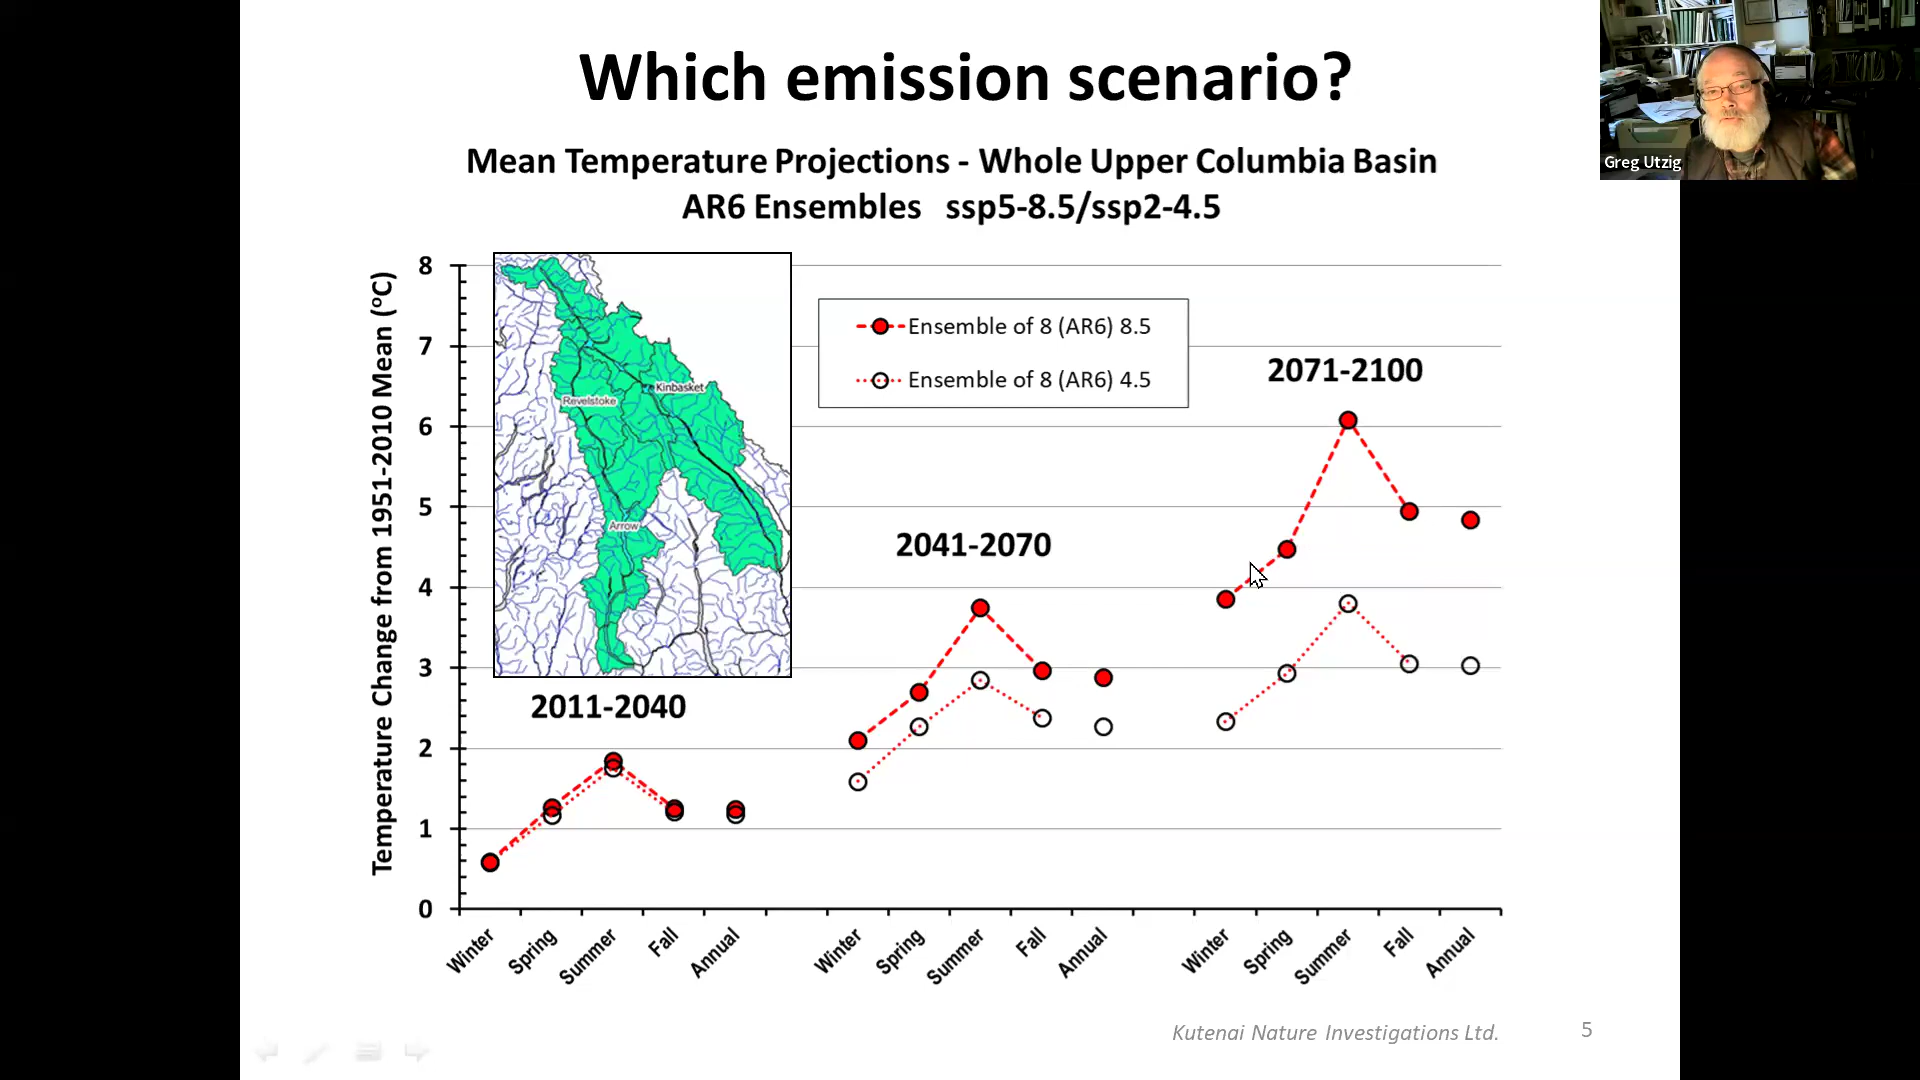 Which emission scenario?
Greg Utzig
Mean Temperature Projections - Whole Upper Columbia Basin
AR6 Ensembles ssp5-8.5/ssp2-4.5
Temperature Change from 1951-2010 Mean (°C)
8
7
6
5
4
3
2
1
0
Kinbasket
Revelstoke
Arrow
Ensemble of 8 (AR6) 8.5
Ensemble of 8 (AR6) 4.5
2011-2040
2041-2070
2071-2100
Winter
Spring
Summer
Fall
Annual
Winter
Spring
Summer
Fall
Annual
Winter
Spring
Summer
Fall
Annual
Kutenai Nature Investigations Ltd.
5